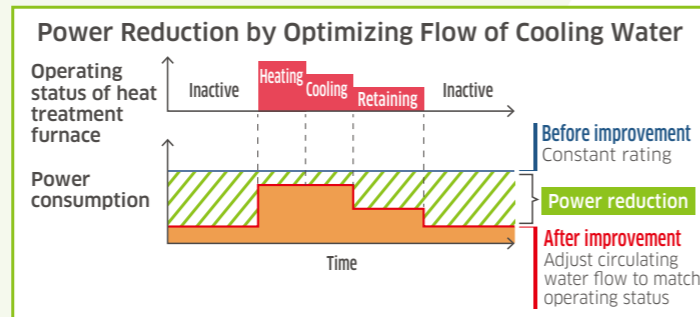 Power Reduction by Optimizing Flow of Cooling Water
Operating
status of heat
treatment
furnace
Inactive
Heating
Cooling
Retaining
Inactive
Before improvement
Constant rating
Power
consumption
Power reduction
After improvement
Adjust circulating
water flow to match
operating status
Time